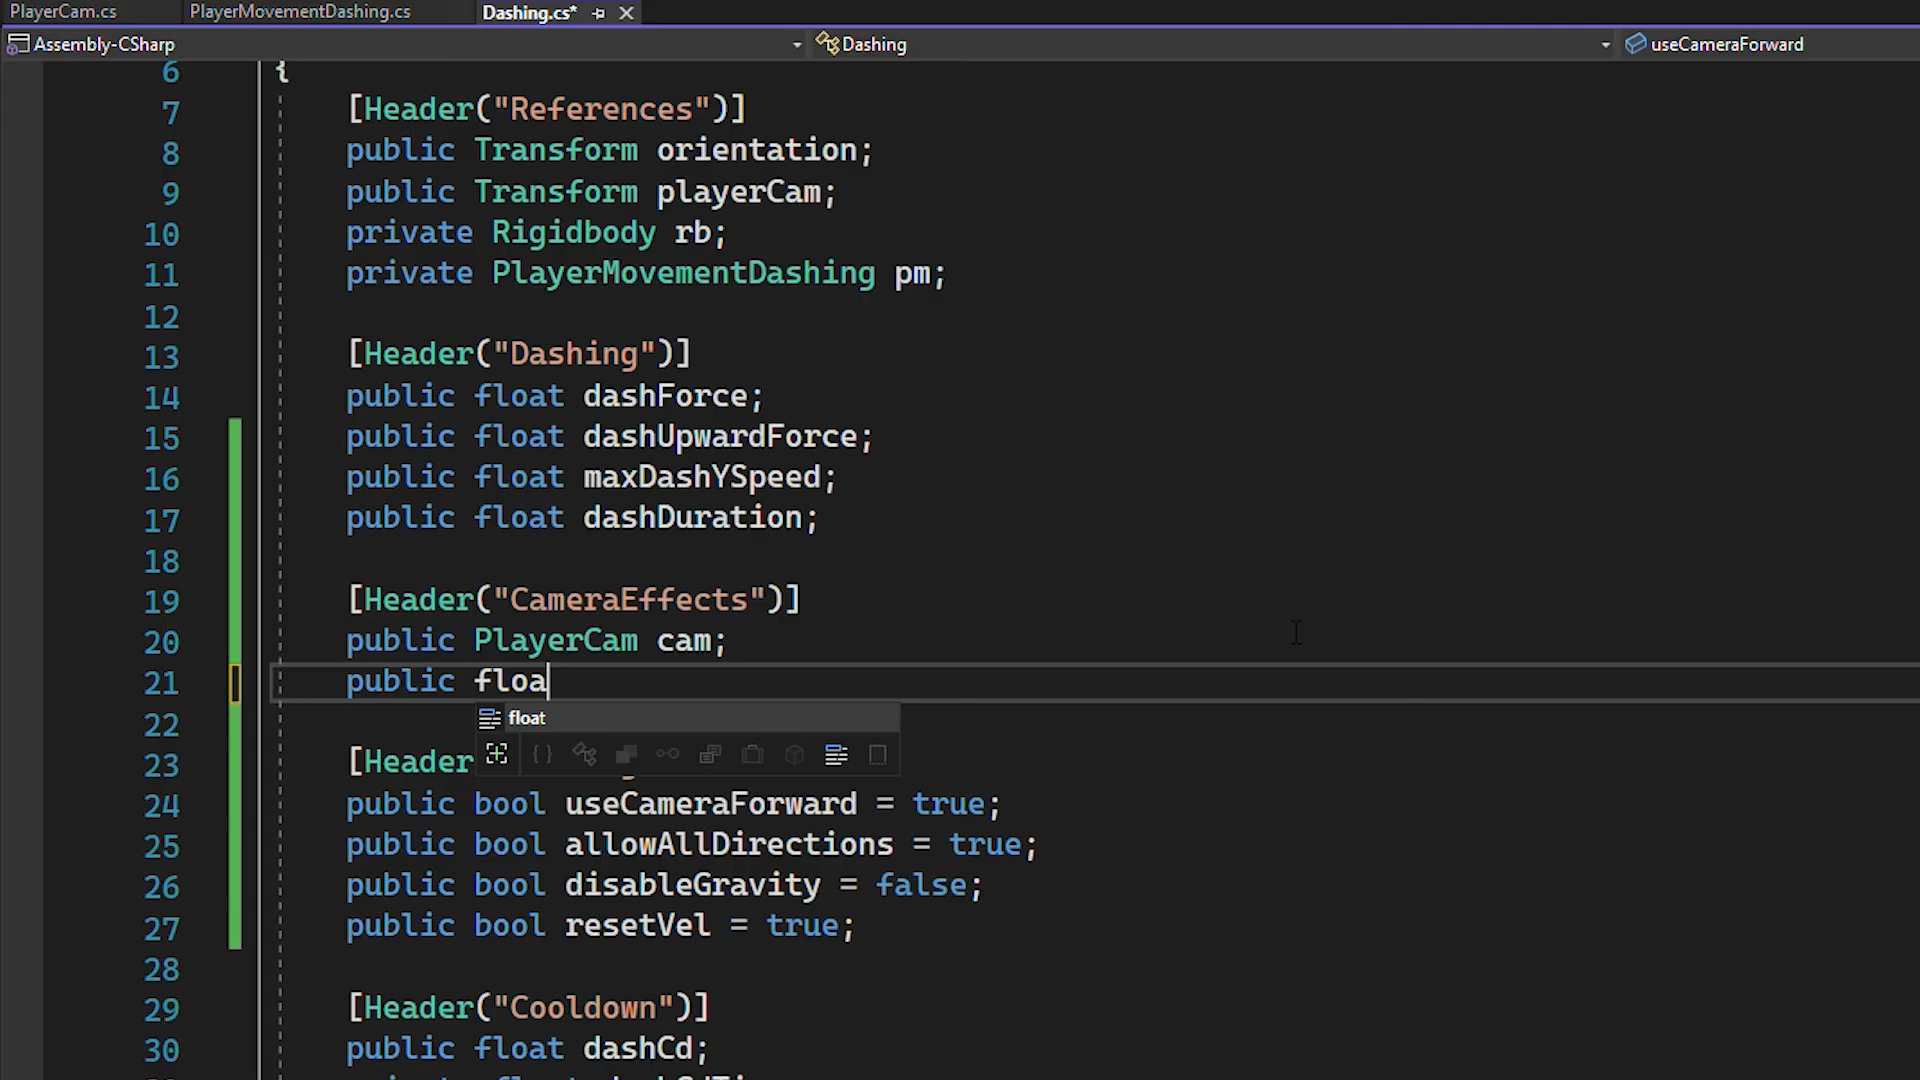 PlayerCam.cs PlayerMovementDashing.cs Dashing.cs*
Assembly-CSharp Dashing useCameraForward
6 {
7 [Header("References")]
8 public Transform orientation;
9 public Transform playerCam;
10 private Rigidbody rb;
11 private PlayerMovementDashing pm;
12
13 [Header("Dashing")]
14 public float dashForce;
15 public float dashUpwardForce;
16 public float maxDashYSpeed;
17 public float dashDuration;
18
19 [Header("CameraEffects")]
20 public PlayerCam cam;
21 public floa
float
22
23 [Header
24 public bool useCameraForward = true;
25 public bool allowAllDirections = true;
26 public bool disableGravity = false;
27 public bool resetVel = true;
28
29 [Header("Cooldown")]
30 public float dashCd;